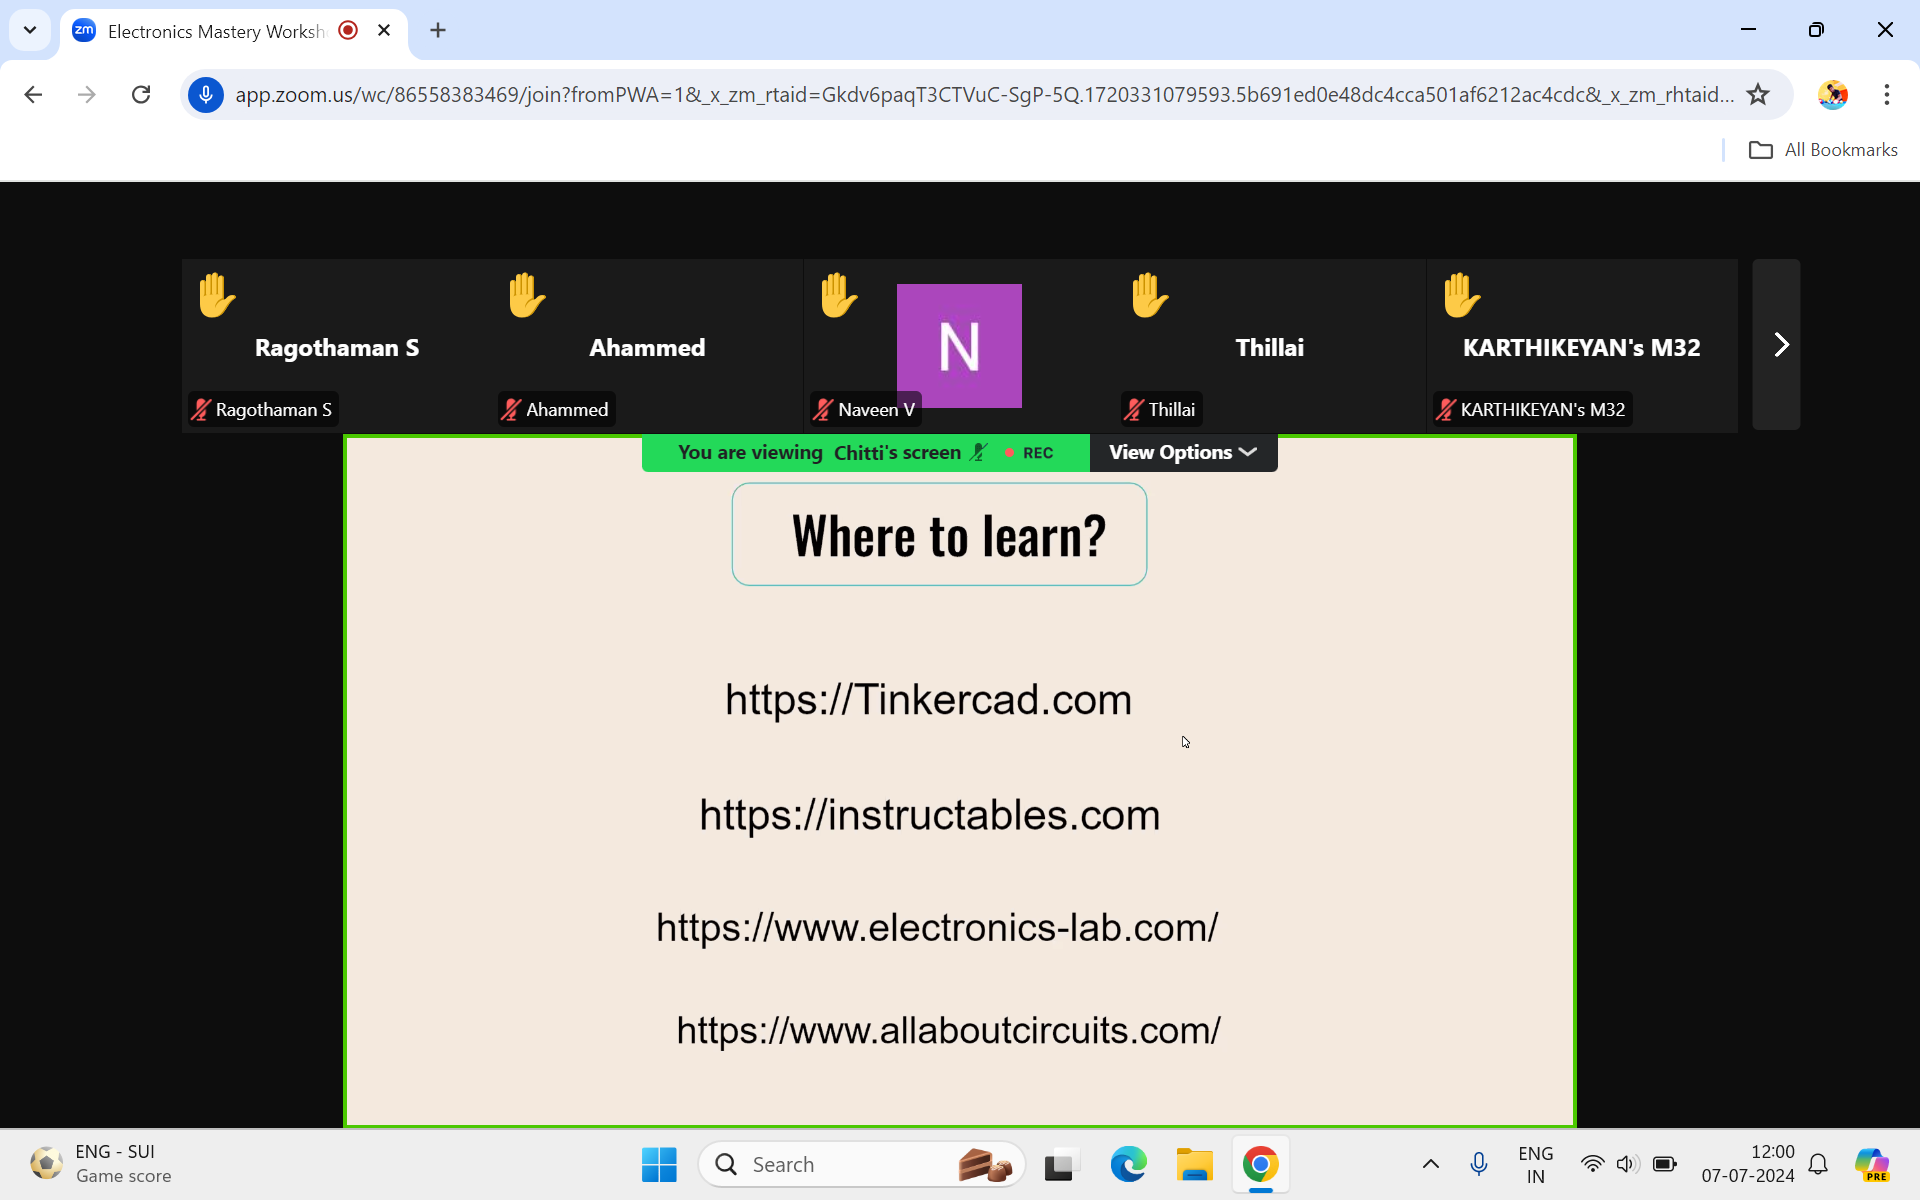 zm Electronics Mastery Worksh
app.zoom.us/wc/86558383469/join?fromPWA=1&_x_zm_rtaid=Gkdv6paqT3CTVuC-SgP-5Q.1720331079593.5b691ed0e48dc4cca501af6212ac4cdc&_x_zm_rhtaid...
All Bookmarks
Ragothaman S
Ahammed
N
Thillai
KARTHIKEYAN's M32
Ragothaman S
Ahammed
Naveen V
Thillai
KARTHIKEYAN's M32
You are viewing Chitti's screen REC View Options
Where to learn?
https://Tinkercad.com
https://instructables.com
https://www.electronics-lab.com/
https://www.allaboutcircuits.com/
ENG - SUI
Game score
Search
ENG
IN
12:00
07-07-2024
PRE